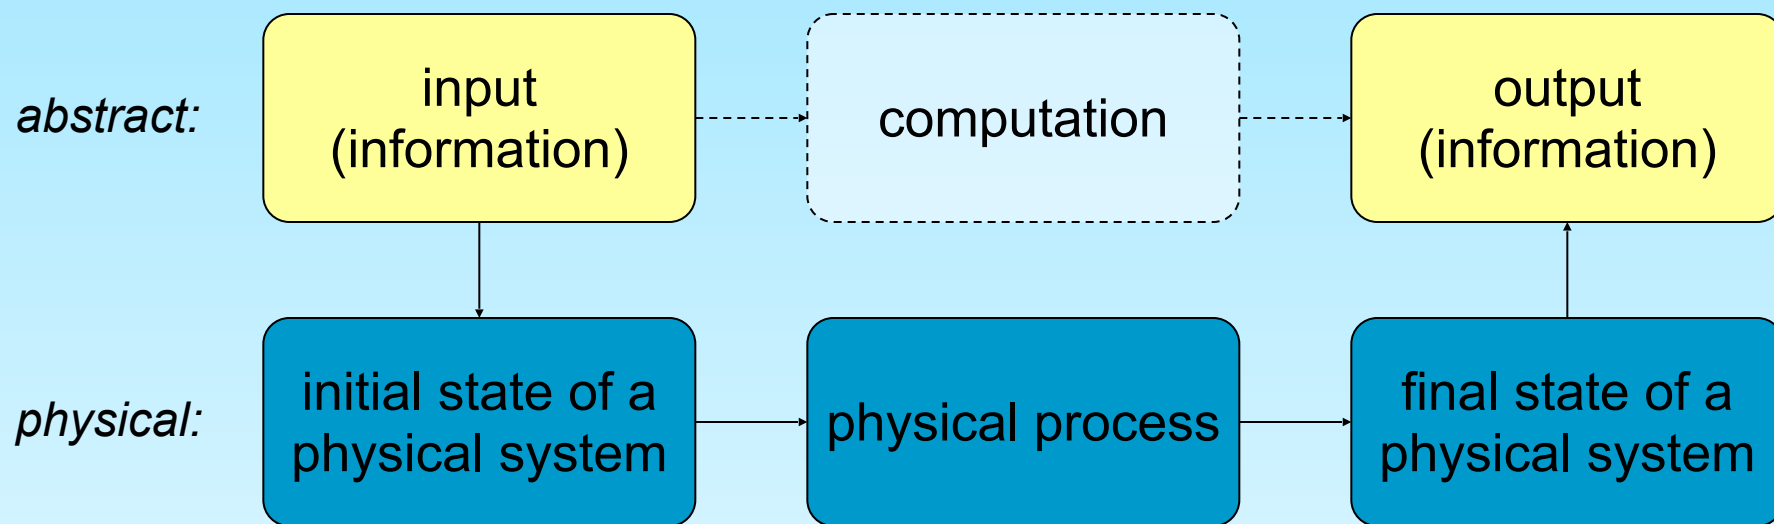 abstract:
input
(information)
computation
output
(information)
physical:
initial state of a
physical system
physical process
final state of a
physical system